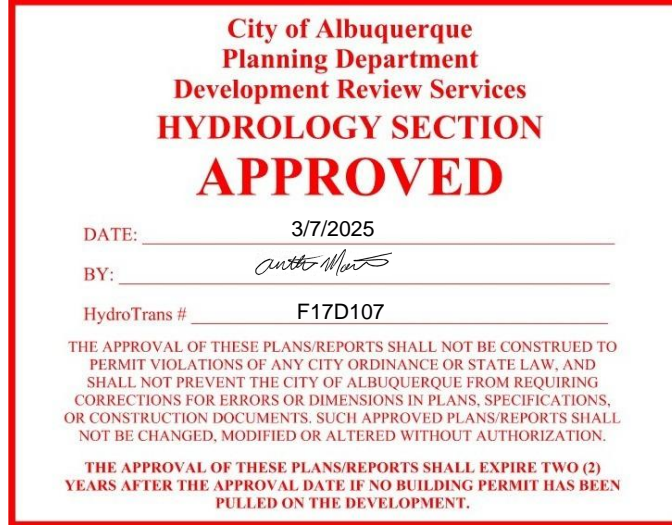 City of Albuquerque
Planning Department
Development Review Services
HYDROLOGY SECTION
APPROVED
DATE: 3/7/2025
BY:
HydroTrans # F17D107
THE APPROVAL OF THESE PLANS/REPORTS SHALL NOT BE CONSTRUED TO
PERMIT VIOLATIONS OF ANY CITY ORDINANCE OR STATE LAW, AND
SHALL NOT PREVENT THE CITY OF ALBUQUERQUE FROM REQUIRING
CORRECTIONS FOR ERRORS OR DIMENSIONS IN PLANS, SPECIFICATIONS,
OR CONSTRUCTION DOCUMENTS. SUCH APPROVED PLANS/REPORTS SHALL
NOT BE CHANGED, MODIFIED OR ALTERED WITHOUT AUTHORIZATION.
THE APPROVAL OF THESE PLANS/REPORTS SHALL EXPIRE TWO (2)
YEARS AFTER THE APPROVAL DATE IF NO BUILDING PERMIT HAS BEEN
PULLED ON THE DEVELOPMENT.